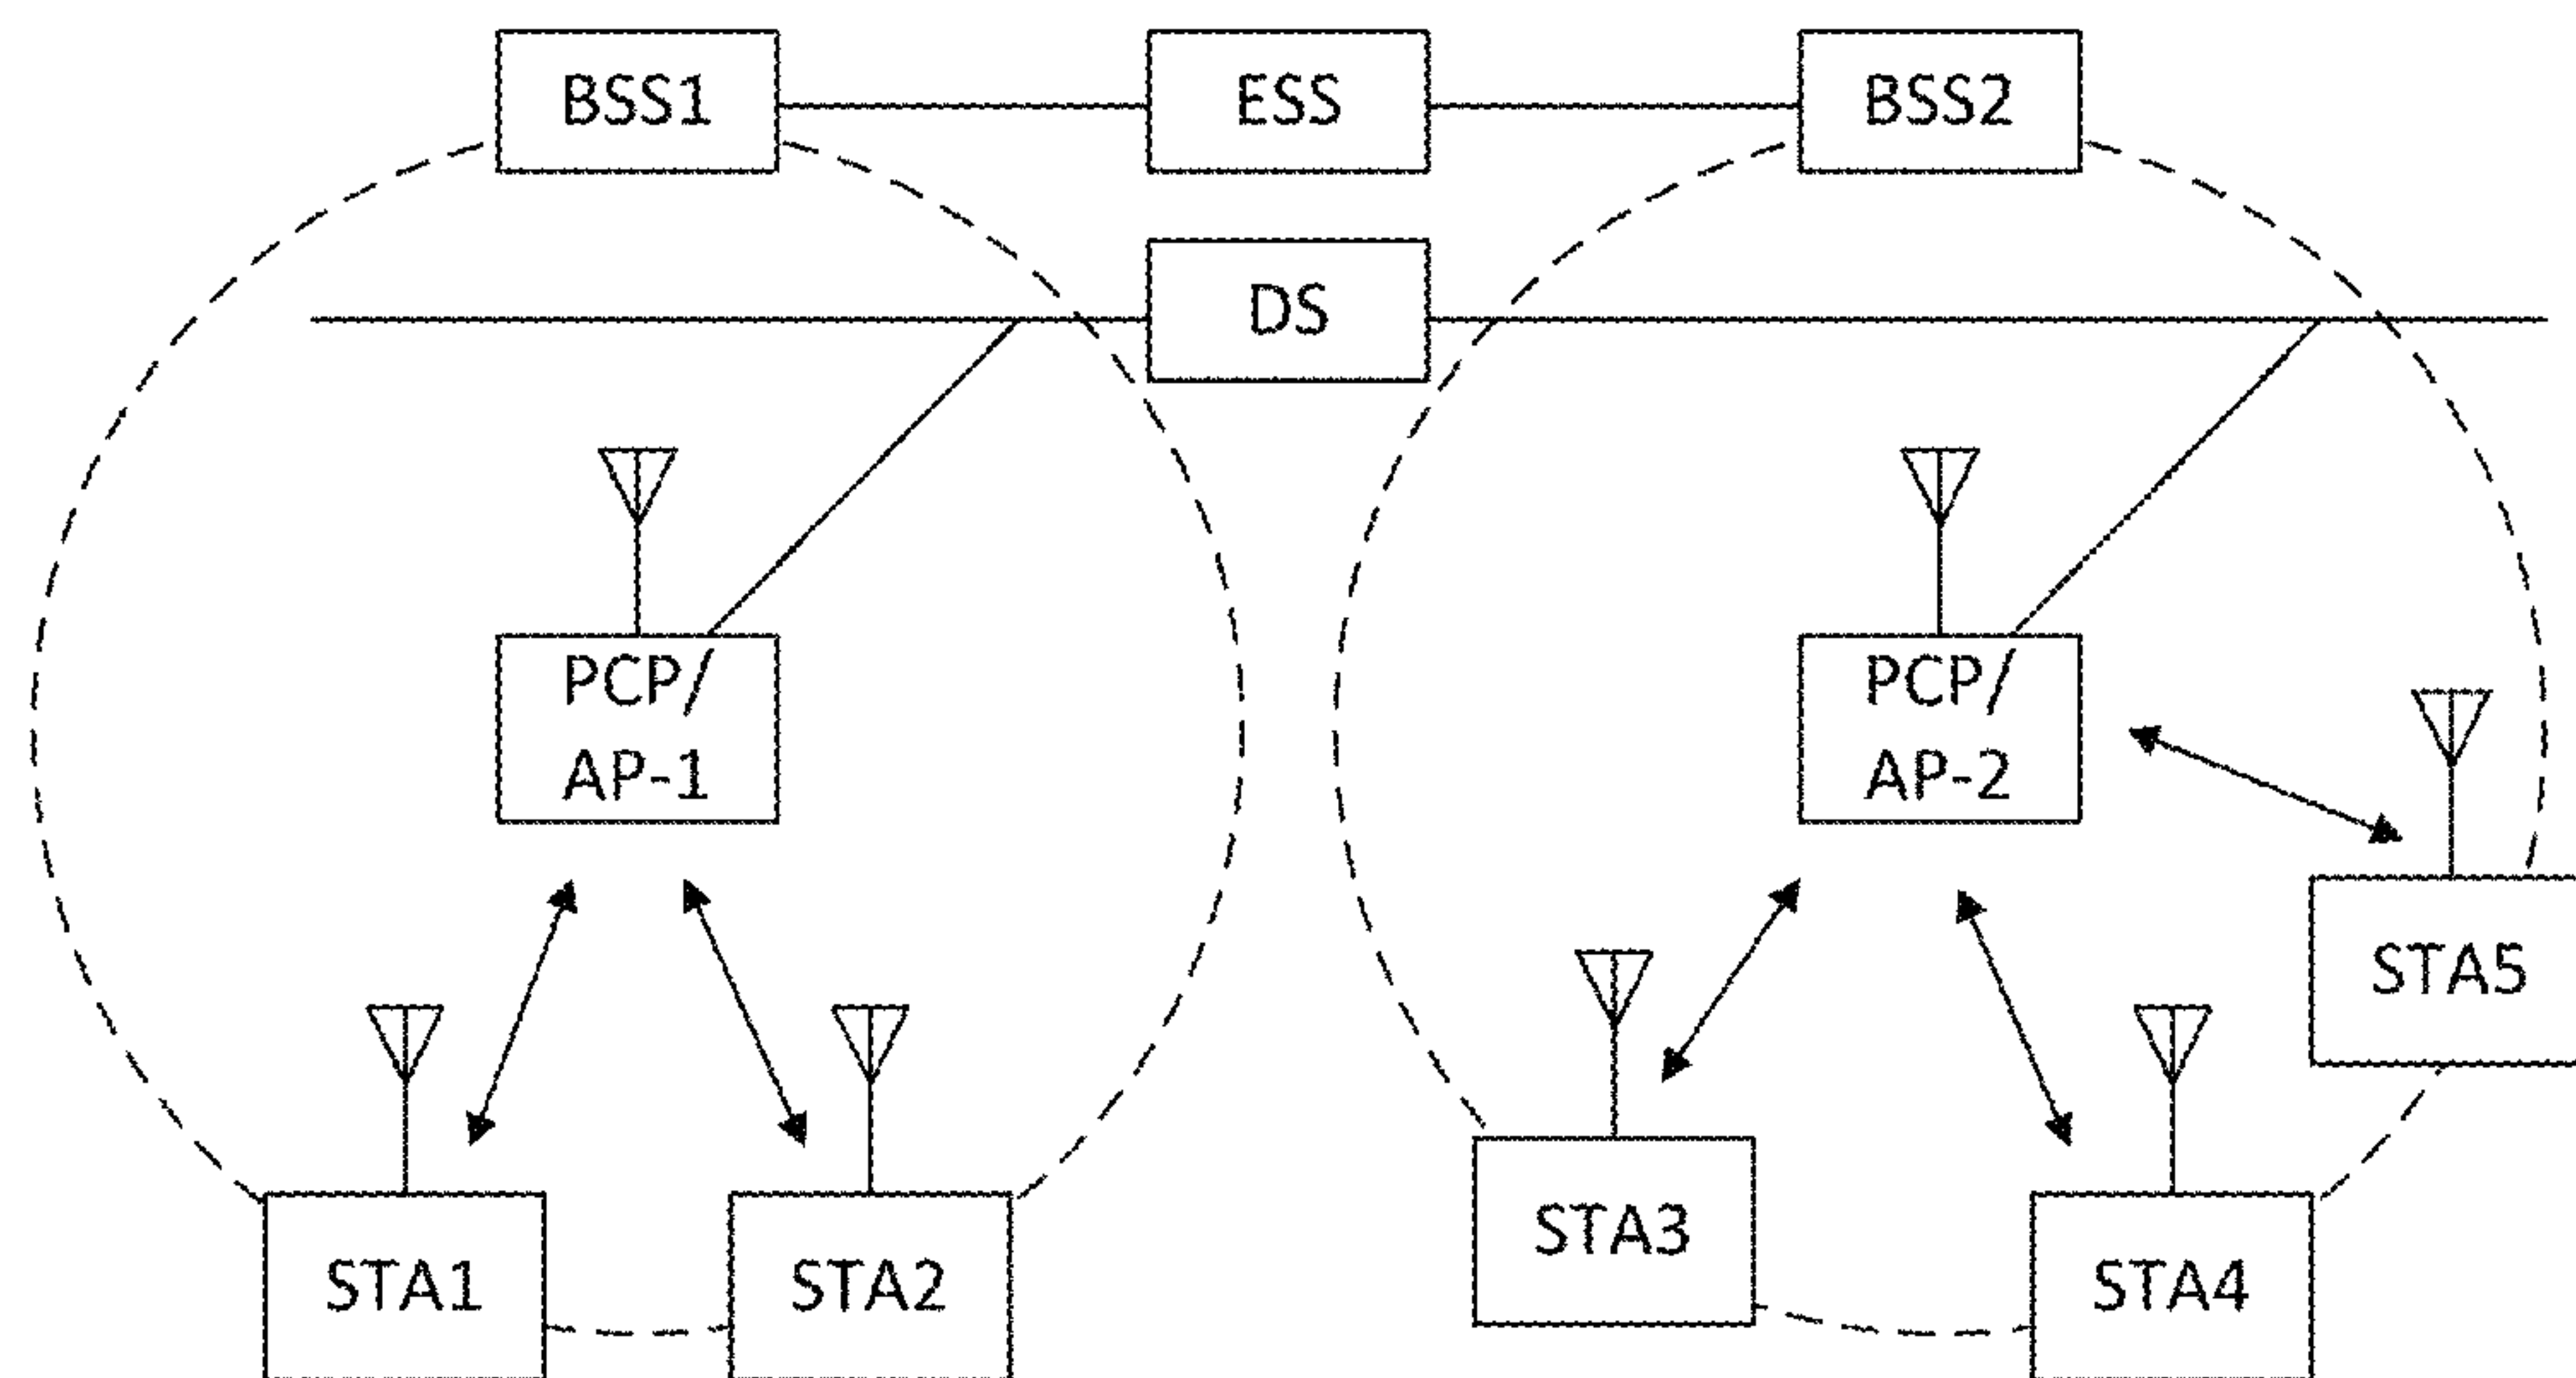 BSS1
ESS
BSS2
DS
PCP/
AP-1
PCP/
AP-2
STA5
STA3
STA1
STA2
STA4